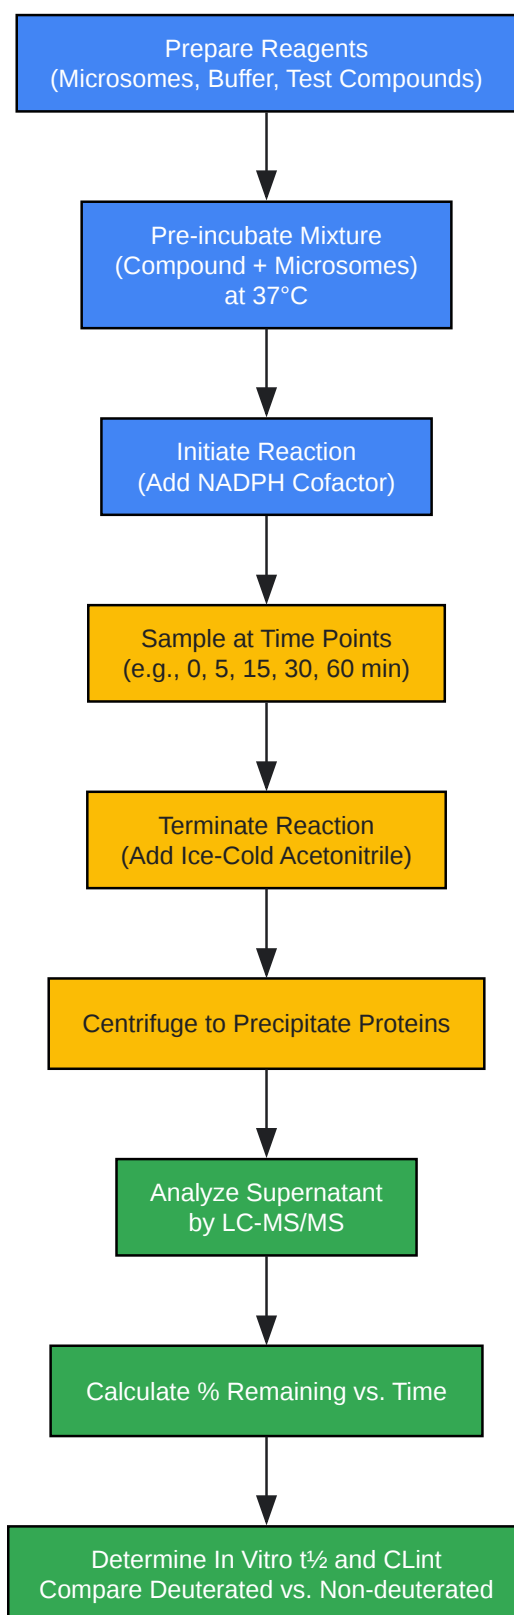 Prepare Reagents
(Microsomes, Buffer, Test Compounds)
Pre-incubate Mixture
(Compound + Microsomes)
at 37°C
Initiate Reaction
(Add NADPH Cofactor)
Sample at Time Points
(e.g., 0, 5, 15, 30, 60 min)
Terminate Reaction
(Add Ice-Cold Acetonitrile)
Centrifuge to Precipitate Proteins
Analyze Supernatant
by LC-MS/MS
Calculate % Remaining vs. Time
Determine In Vitro t½ and CLint
Compare Deuterated vs. Non-deuterated